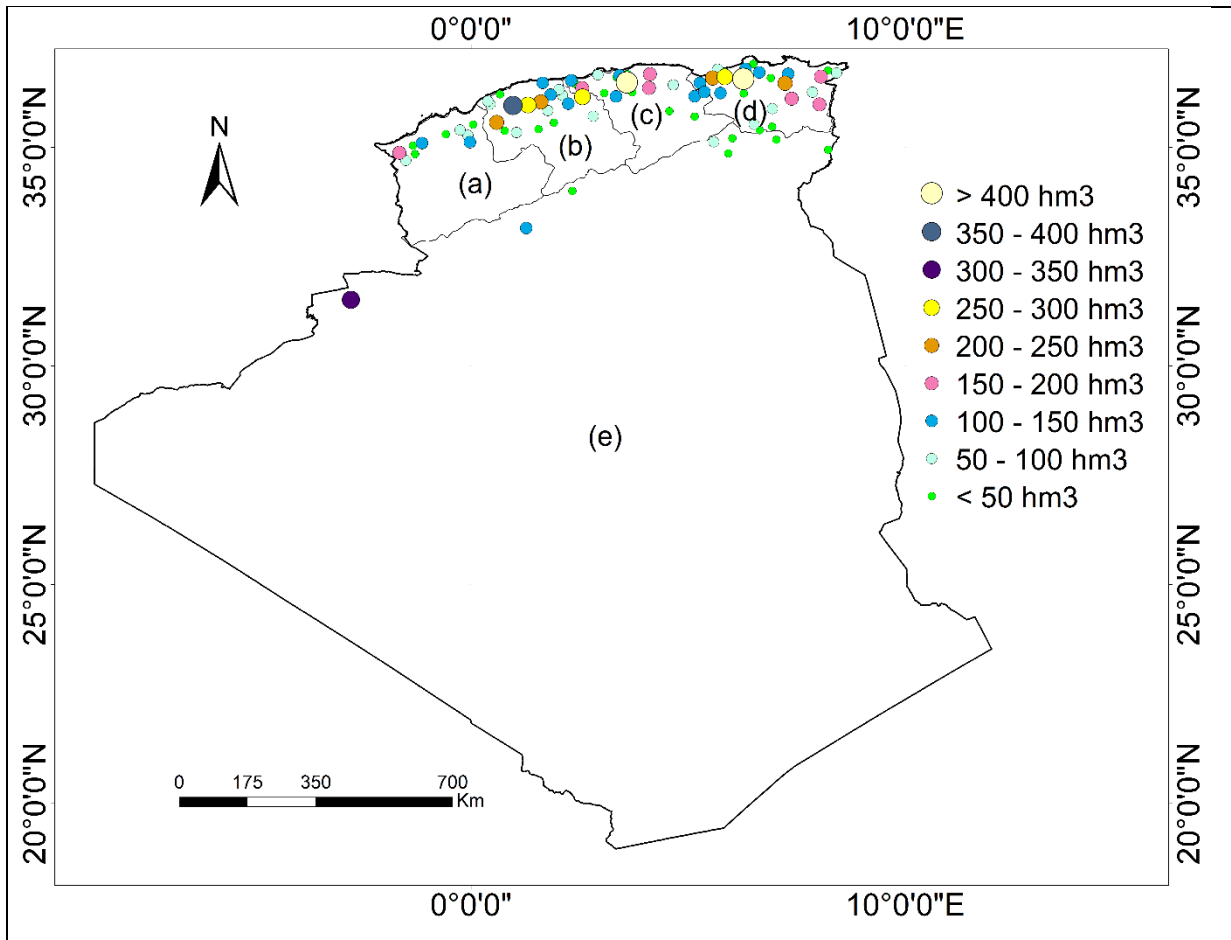 0°0'0" 10°0'0"E
N
35°0'0"N
30°0'0"N
25°0'0"N
20°0'0"N
(a)
(b)
(c)
(d)
(e)
> 400 hm3
350 - 400 hm3
300 - 350 hm3
250 - 300 hm3
200 - 250 hm3
150 - 200 hm3
100 - 150 hm3
50 - 100 hm3
< 50 hm3
35°0'0"N
30°0'0"N
25°0'0"N
20°0'0"N
0 175 350 700
Km
0°0'0" 10°0'0"E